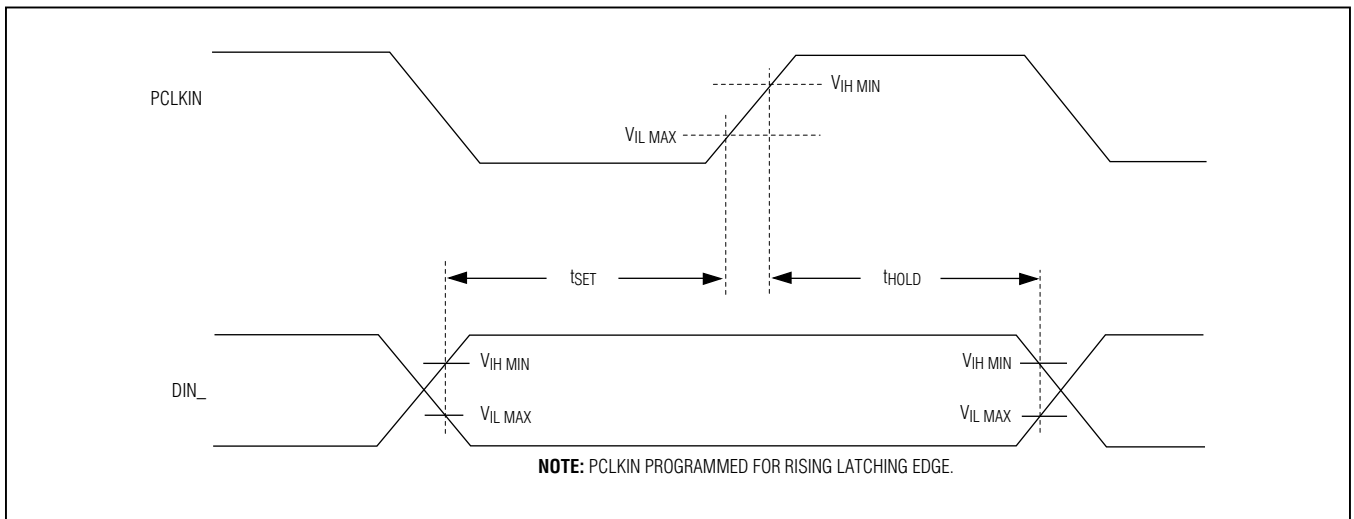 PCLKIN
VIH MIN
VIL MAX
tSET
tHOLD
VIH MIN
VIH MIN
DIN_
VIL MAX
VIL MAX
NOTE: PCLKIN PROGRAMMED FOR RISING LATCHING EDGE.